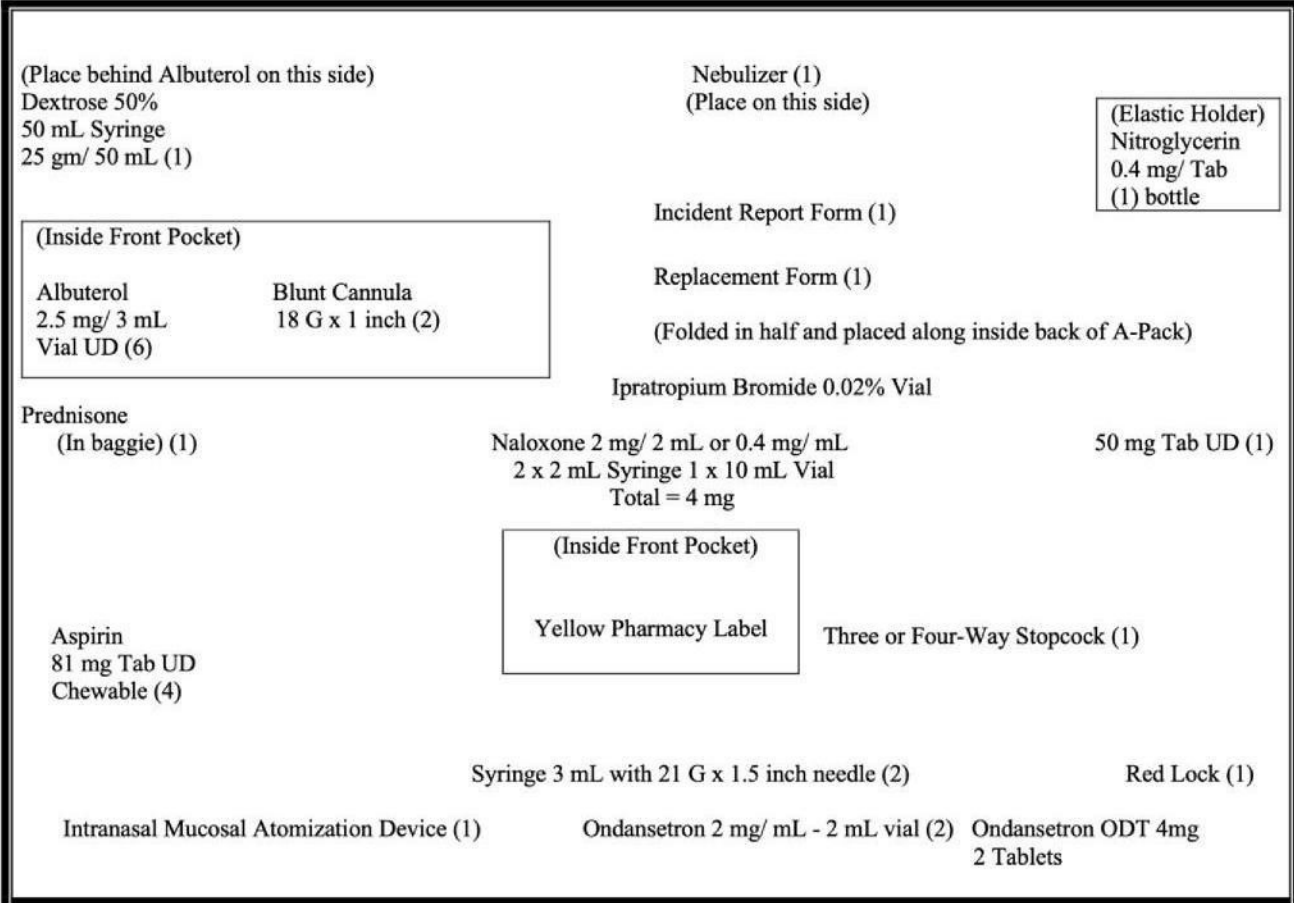 (Place behind Albuterol on this side)
Dextrose 50%
50 mL Syringe
25 gm/ 50 mL (1)
Nebulizer (1)
(Place on this side)
(Elastic Holder)
Nitroglycerin
0.4 mg/ Tab
(1) bottle
Incident Report Form (1)
Replacement Form (1)
(Folded in half and placed along inside back of A-Pack)
(Inside Front Pocket)
Albuterol
2.5 mg/ 3 mL
Vial UD (6)
Blunt Cannula
18 G x 1 inch (2)
Ipratropium Bromide 0.02% Vial
Prednisone
(In baggie) (1)
Naloxone 2 mg/ 2 mL or 0.4 mg/ mL
2 x 2 mL Syringe 1 x 10 mL Vial
Total = 4 mg
50 mg Tab UD (1)
(Inside Front Pocket)
Yellow Pharmacy Label
Aspirin
81 mg Tab UD
Chewable (4)
Three or Four-Way Stopcock (1)
Syringe 3 mL with 21 G x 1.5 inch needle (2)
Red Lock (1)
Intranasal Mucosal Atomization Device (1)
Ondansetron 2 mg/ mL - 2 mL vial (2)
Ondansetron ODT 4mg
2 Tablets